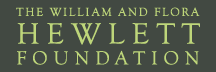 THE WILLIAM AND FLORA
HEWLETT
FOUNDATION